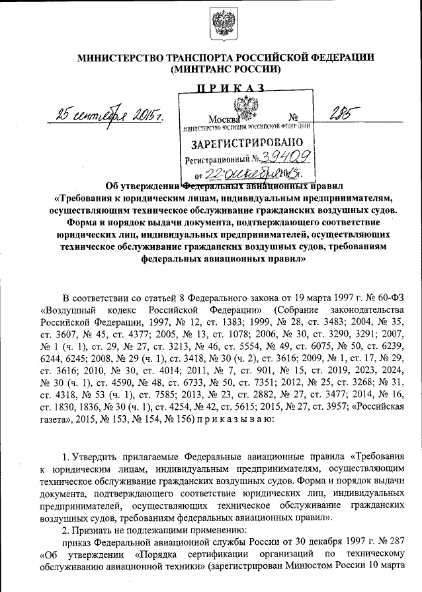 МИНИСТЕРСТВО ТРАНСПОРТА РОССИЙСКОЙ ФЕДЕРАЦИИ
(МИНТРАНС РОССИИ)
П Р И К А З
25 сентября 2015г.
Москва
№
285
МИНИСТЕРСТВО ЮСТИЦИИ РОССИЙСКОЙ ФЕДЕРАЦИИ
ЗАРЕГИСТРИРОВАНО
Регистрационный № 39409
от 22 октября
Об утверждении Федеральных авиационных правил
«Требования к юридическим лицам, индивидуальным предпринимателям,
осуществляющим техническое обслуживание гражданских воздушных судов.
Форма и порядок выдачи документа, подтверждающего соответствие
юридических лиц, индивидуальных предпринимателей, осуществляющих
техническое обслуживание гражданских воздушных судов, требованиям
федеральных авиационных правил»
В соответствии со статьей 8 Федерального закона от 19 марта 1997 г. № 60-ФЗ
«Воздушный кодекс Российской Федерации» (Собрание законодательства
Российской Федерации, 1997, № 12, ст. 1383; 1999, № 28, ст. 3483; 2004, № 35,
ст. 3607, № 45, ст. 4377; 2005, № 13, ст. 1078; 2006, № 30, ст. 3290, 3291; 2007,
№ 1 (ч. 1), ст. 29, № 27, ст. 3213, № 46, ст. 5554, № 49, ст. 6075, № 50, ст. 6239,
6244, 6245; 2008, № 29 (ч. 1), ст. 3418, № 30 (ч. 2), ст. 3616; 2009, № 1, ст. 17, № 29,
ст. 3616; 2010, № 30, ст. 4014; 2011, № 7, ст. 901, № 15, ст. 2019, 2023, 2024,
№ 30 (ч. 1), ст. 4590, № 48, ст. 6733, № 50, ст. 7351; 2012, № 25, ст. 3268; № 31,
ст. 4318, № 53 (ч. 1), ст. 7585; 2013, № 23, ст. 2882, № 27, ст. 3477; 2014, № 16,
ст. 1830, 1836, № 30 (ч. 1), ст. 4254, № 42, ст. 5615; 2015, № 27, ст. 3957; «Российская
газета», 2015, № 153, № 154, № 156) п р и к а з ы в а ю:
1. Утвердить прилагаемые Федеральные авиационные правила «Требования
к юридическим лицам, индивидуальным предпринимателям, осуществляющим
техническое обслуживание гражданских воздушных судов. Форма и порядок выдачи
документа, подтверждающего соответствие юридических лиц, индивидуальных
предпринимателей, осуществляющих техническое обслуживание гражданских
воздушных судов, требованиям федеральных авиационных правил».
2. Признать не подлежащими применению:
приказ Федеральной авиационной службы России от 30 декабря 1997 г. № 287
«Об утверждении «Порядка сертификации организаций по техническому
обслуживанию авиационной техники» (зарегистрирован Минюстом России 10 марта